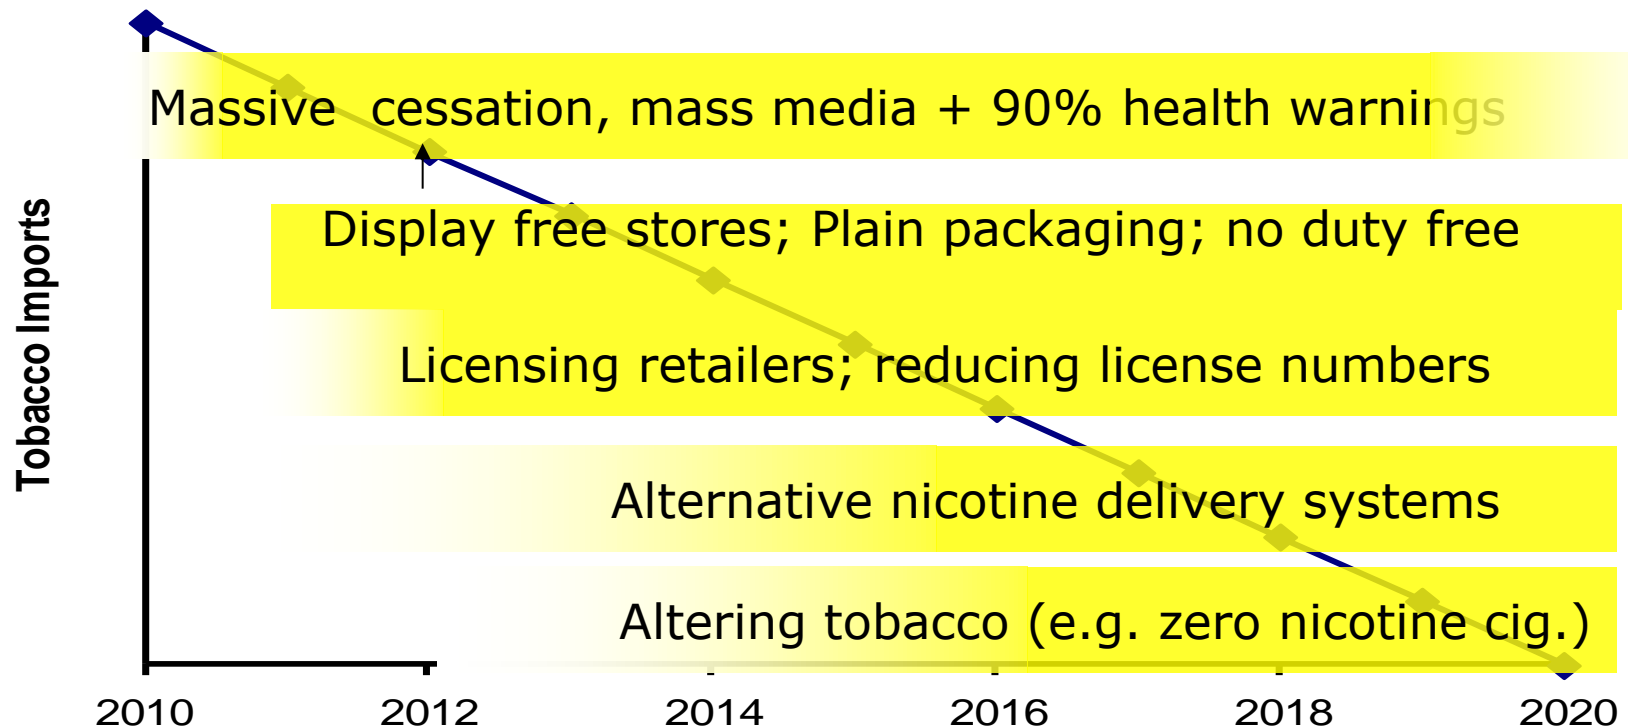 Massive cessation, mass media + 90% health warnings
Display free stores; Plain packaging; no duty free
Licensing retailers; reducing license numbers
Alternative nicotine delivery systems
Altering tobacco (e.g. zero nicotine cig.)
Tobacco Imports
2010 2012 2014 2016 2018 2020